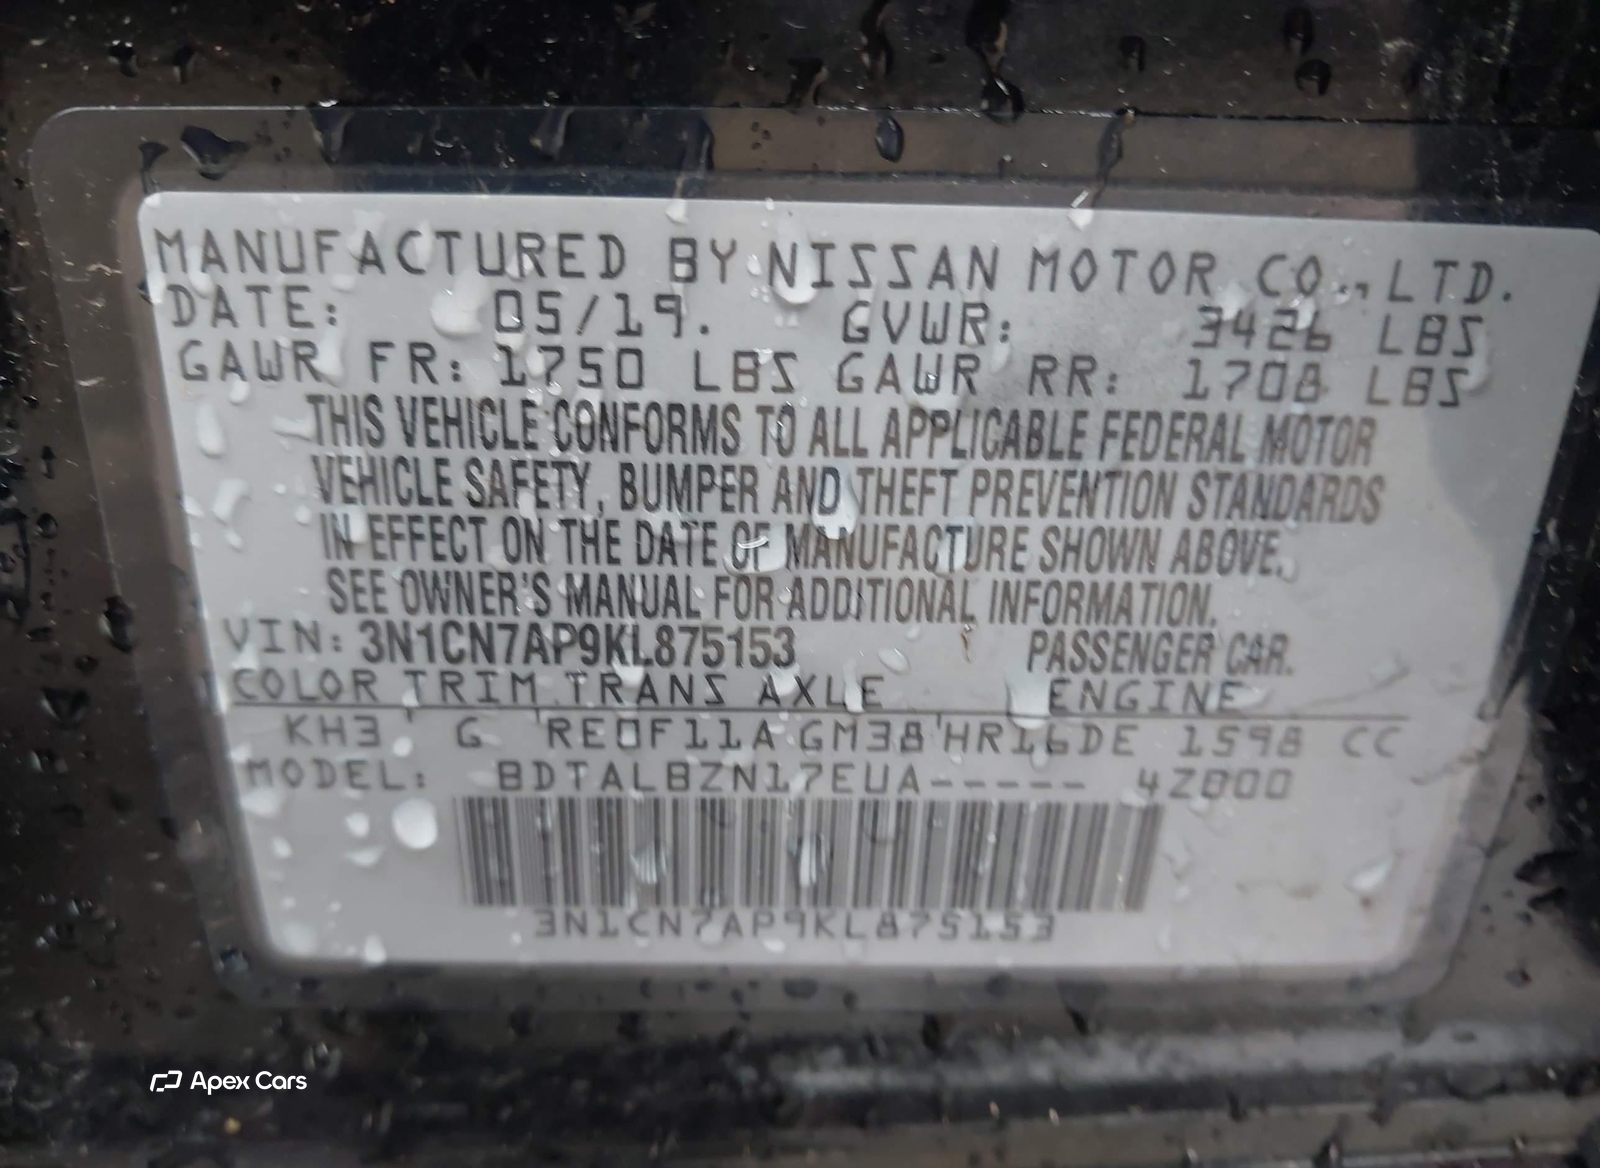 MANUFACTURED BY NISSAN MOTOR CO., LTD.
DATE: 05/19. GVWR: 3426 LBS
GAWR FR: 1750 LBS GAWR RR: 1708 LBS
THIS VEHICLE CONFORMS TO ALL APPLICABLE FEDERAL MOTOR
VEHICLE SAFETY, BUMPER AND THEFT PREVENTION STANDARDS
IN EFFECT ON THE DATE OF MANUFACTURE SHOWN ABOVE.
SEE OWNER'S MANUAL FOR ADDITIONAL INFORMATION.
VIN: 3N1CN7AP9KL875153 PASSENGER CAR.
COLOR TRIM TRANS AXLE ENGINE
KH3 G RE0F11A GM38 HR16DE 1598 CC
MODEL: BDTALBZN17EUA----- 4Z000
3N1CN7AP9KL875153
Apex Cars